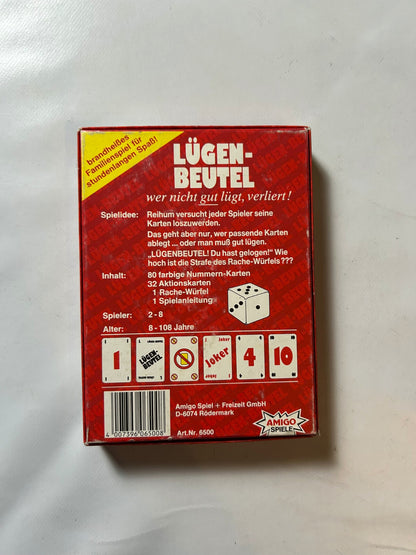 brandheißes
Familienspiel für
stundenlangen Spaß!
LÜGEN-
BEUTEL
wer nicht gut lügt, verliert!
Spielidee: Reihum versucht jeder Spieler seine
Karten loszuwerden.
Das geht aber nur, wer passende Karten
ablegt ... oder man muß gut lügen.
„LÜGENBEUTEL! Du hast gelogen!" Wie
hoch ist die Strafe des Rache-Würfels???
Inhalt: 80 farbige Nummern-Karten
32 Aktionskarten
1 Rache-Würfel
1 Spielanleitung
Spieler: 2 - 8
Alter: 8 - 108 Jahre
1
LÜGEN-
BEUTEL
Joker
Joker
Joker
4
10
4 007396 065008
Amigo Spiel + Freizeit GmbH
D-6074 Rödermark
Art.Nr. 6500
AMIGO
SPIELE